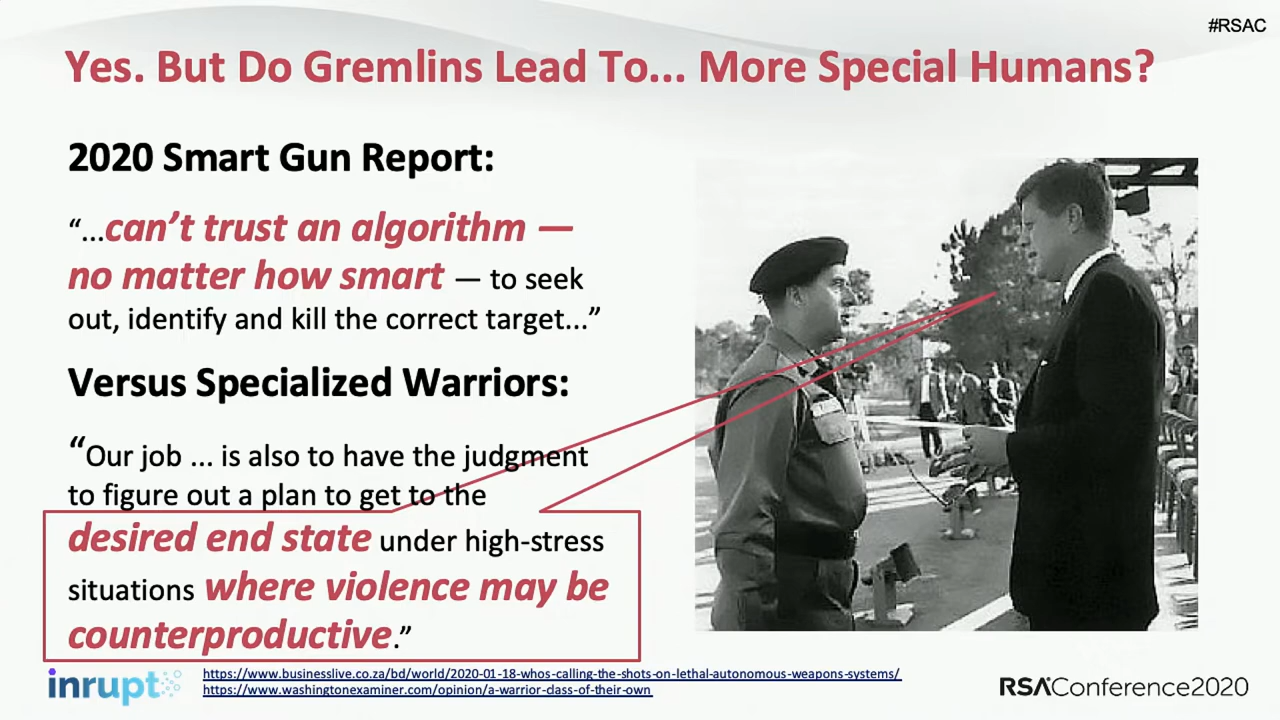 #RSAC
Yes. But Do Gremlins Lead To... More Special Humans?
2020 Smart Gun Report:
“...can’t trust an algorithm —
no matter how smart — to seek
out, identify and kill the correct target...”
Versus Specialized Warriors:
“Our job ... is also to have the judgment
to figure out a plan to get to the
desired end state under high-stress
situations where violence may be
counterproductive.”
inrupt
https://www.businesslive.co.za/bd/world/2020-01-18-whos-calling-the-shots-on-lethal-autonomous-weapons-systems/
https://www.washingtonexaminer.com/opinion/a-warrior-class-of-their-own
RSAConference2020